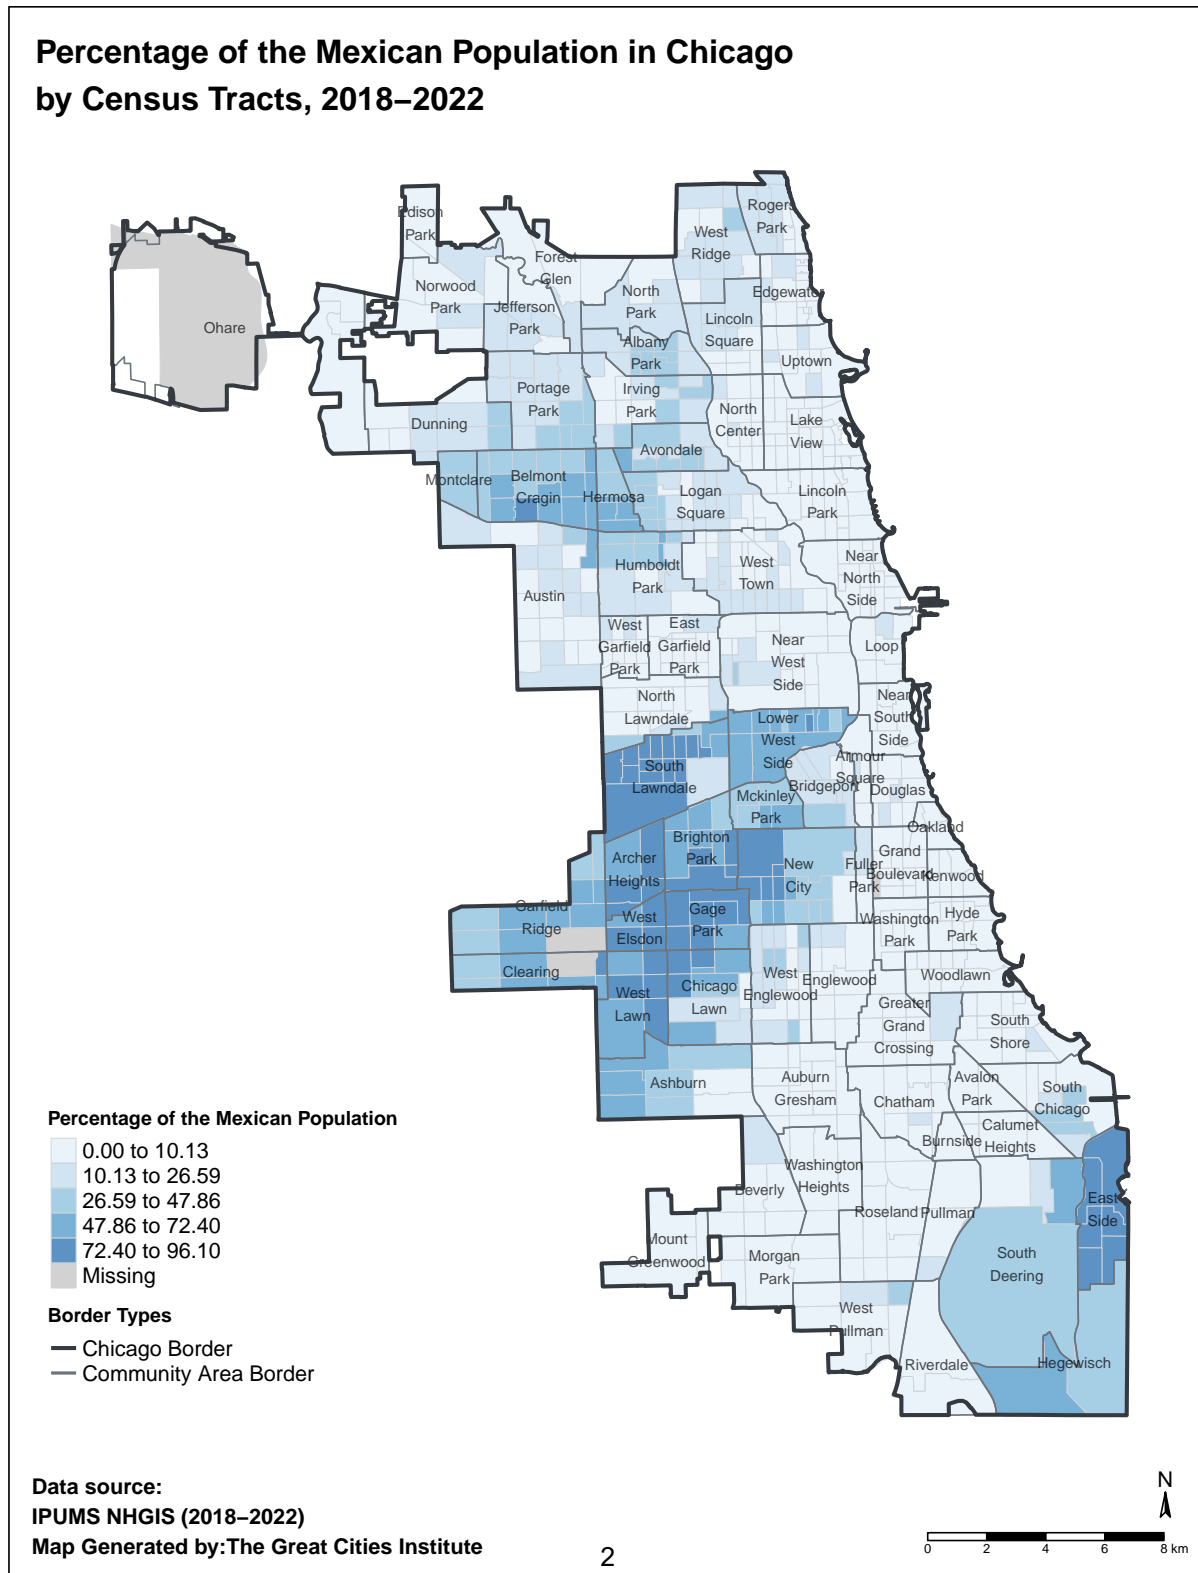 Percentage of the Mexican Population in Chicago
by Census Tracts, 2018–2022
Edison
Park
Rogers
Park
West
Ridge
Forest
Glen
Norwood
Park
Ohare
Jefferson
Park
North
Park
Edgewater
Lincoln
Square
Albany
Park
Uptown
Portage
Park
Irving
Park
North
Center
Lake
View
Dunning
Avondale
Montclare
Belmont
Cragin
Hermosa
Logan
Square
Lincoln
Park
Near
North
Side
Humboldt
Park
West
Town
Austin
West
Garfield
Park
East
Garfield
Park
Near
West
Side
Loop
North
Lawndale
Near
South
Side
Lower
West
Side
South
Lawndale
Armour
Square
Bridgeport
Douglas
Mckinley
Park
Oakland
Brighton
Park
Archer
Heights
New
City
Fuller
Park
Grand
Boulevard
Kenwood
Garfield
Ridge
West
Elsdon
Gage
Park
Washington
Park
Hyde
Park
Clearing
West
Lawn
Chicago
Lawn
West
Englewood
Englewood
Woodlawn
Greater
Grand
Crossing
South
Shore
Ashburn
Auburn
Gresham
Chatham
Avalon
Park
South
Chicago
Burnside
Calumet
Heights
Washington
Heights
Beverly
Roseland
Pullman
East
Side
Mount
Greenwood
Morgan
Park
South
Deering
West
Pullman
Riverdale
Hegewisch
Percentage of the Mexican Population
0.00 to 10.13
10.13 to 26.59
26.59 to 47.86
47.86 to 72.40
72.40 to 96.10
Missing
Border Types
Chicago Border
Community Area Border
Data source:
IPUMS NHGIS (2018–2022)
Map Generated by:The Great Cities Institute
2
N
0 2 4 6 8 km